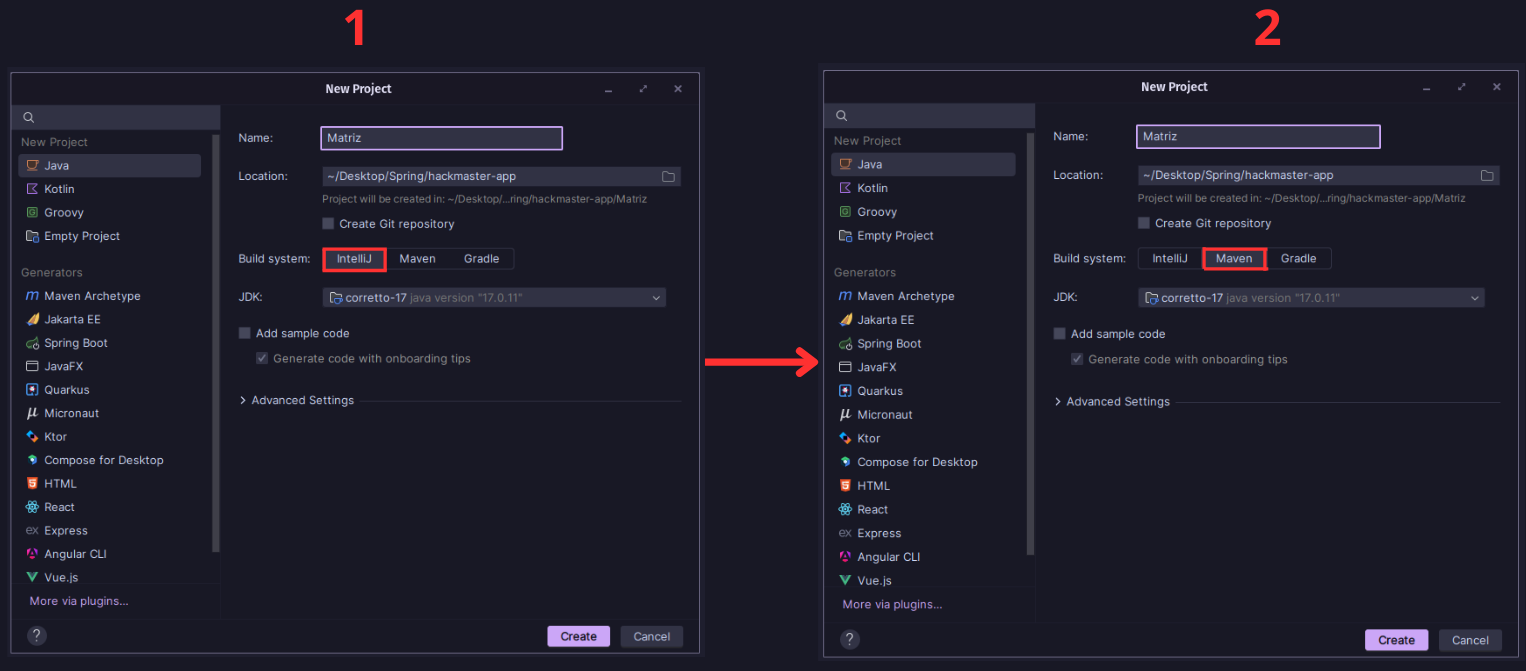 1
New Project
New Project
Java
Kotlin
Groovy
Empty Project
Generators
Maven Archetype
Jakarta EE
Spring Boot
JavaFX
Quarkus
Micronaut
Ktor
Compose for Desktop
HTML
React
Express
Angular CLI
Vue.js
More via plugins...
Name: Matriz
Location: ~/Desktop/Spring/hackmaster-app
Project will be created in: ~/Desktop/...ring/hackmaster-app/Matriz
Create Git repository
Build system: IntelliJ Maven Gradle
JDK: corretto-17 java version "17.0.11"
Add sample code
Generate code with onboarding tips
Advanced Settings
? Create Cancel
2
New Project
New Project
Java
Kotlin
Groovy
Empty Project
Generators
Maven Archetype
Jakarta EE
Spring Boot
JavaFX
Quarkus
Micronaut
Ktor
Compose for Desktop
HTML
React
Express
Angular CLI
Vue.js
More via plugins...
Name: Matriz
Location: ~/Desktop/Spring/hackmaster-app
Project will be created in: ~/Desktop/...ring/hackmaster-app/Matriz
Create Git repository
Build system: IntelliJ Maven Gradle
JDK: corretto-17 java version "17.0.11"
Add sample code
Generate code with onboarding tips
Advanced Settings
? Create Cancel